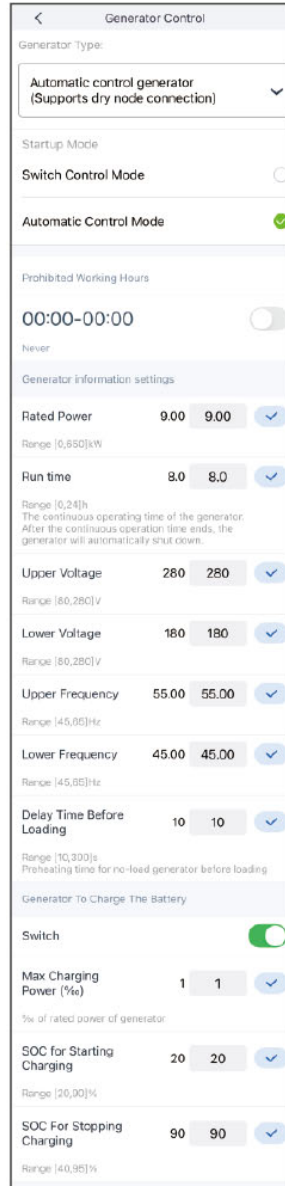 Generator Control
Generator Type:
Automatic control generator
(Supports dry node connection)
Startup Mode
Switch Control Mode
Automatic Control Mode
Prohibited Working Hours
00:00-00:00
Never
Generator information settings
Rated Power 9.00 9.00
Range [0,650]kW
Run time 8.0 8.0
Range [0,24]h
The continuous operating time of the generator.
After the continuous operation time ends, the
generator will automatically shut down.
Upper Voltage 280 280
Range [80,280]V
Lower Voltage 180 180
Range [80,280]V
Upper Frequency 55.00 55.00
Range [45,65]Hz
Lower Frequency 45.00 45.00
Range [45,65]Hz
Delay Time Before
Loading 10 10
Range [10,300]s
Preheating time for no-load generator before loading
Generator To Charge The Battery
Switch
Max Charging
Power (‰) 1 1
‰ of rated power of generator
SOC for Starting
Charging 20 20
Range [20,90]%
SOC For Stopping
Charging 90 90
Range [40,95]%